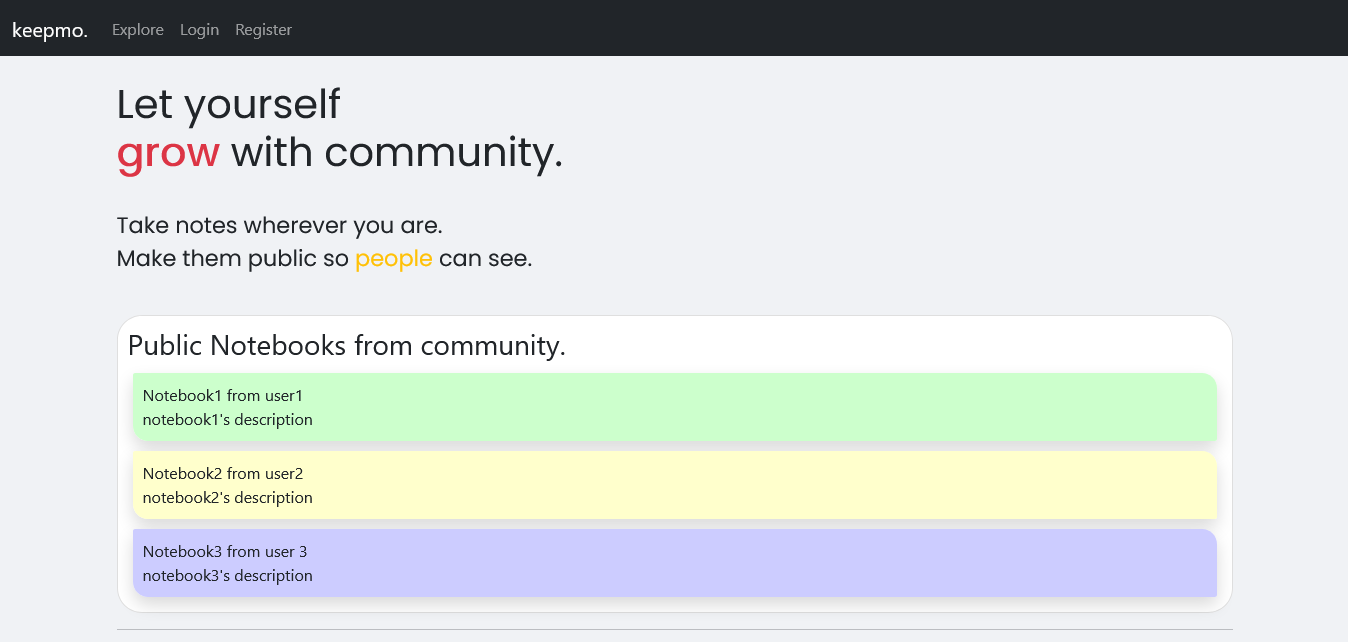 keepmo. Explore Login Register
Let yourself
grow with community.
Take notes wherever you are.
Make them public so people can see.
Public Notebooks from community.
Notebook1 from user1
notebook1's description
Notebook2 from user2
notebook2's description
Notebook3 from user 3
notebook3's description